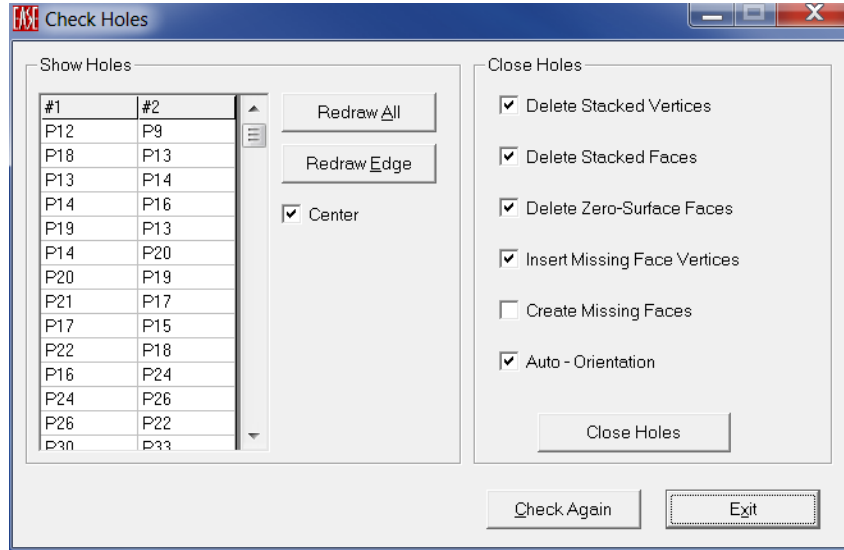 EASE Check Holes
Show Holes
#1 #2
P12 P9
P18 P13
P13 P14
P14 P16
P19 P13
P14 P20
P20 P19
P21 P17
P17 P15
P22 P18
P16 P24
P24 P26
P26 P22
P30 P33
Redraw All
Redraw Edge
Center
Close Holes
Delete Stacked Vertices
Delete Stacked Faces
Delete Zero-Surface Faces
Insert Missing Face Vertices
Create Missing Faces
Auto - Orientation
Close Holes
Check Again
Exit